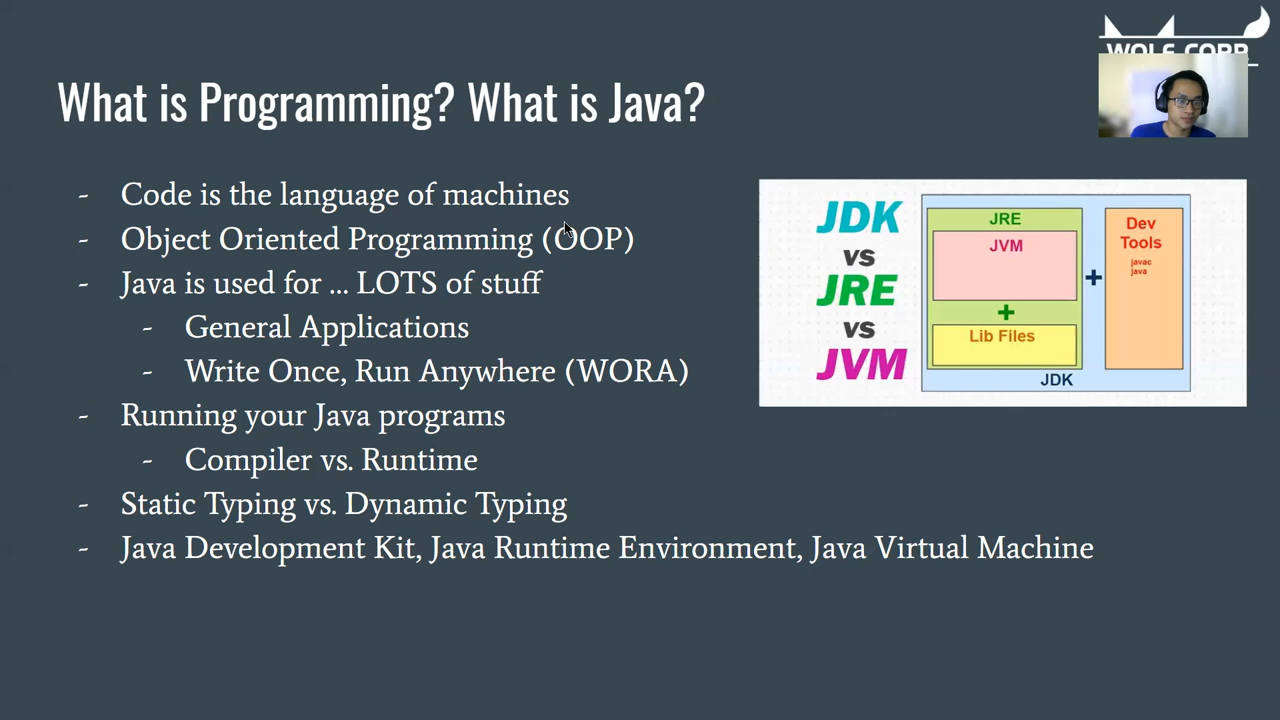 WOLF CORP
What is Programming? What is Java?
- Code is the language of machines
- Object Oriented Programming (OOP)
- Java is used for ... LOTS of stuff
- General Applications
- Write Once, Run Anywhere (WORA)
- Running your Java programs
- Compiler vs. Runtime
- Static Typing vs. Dynamic Typing
- Java Development Kit, Java Runtime Environment, Java Virtual Machine
JDK
vs
JRE
vs
JVM
JRE
JVM
+
Lib Files
JDK
+
Dev
Tools
javac
java